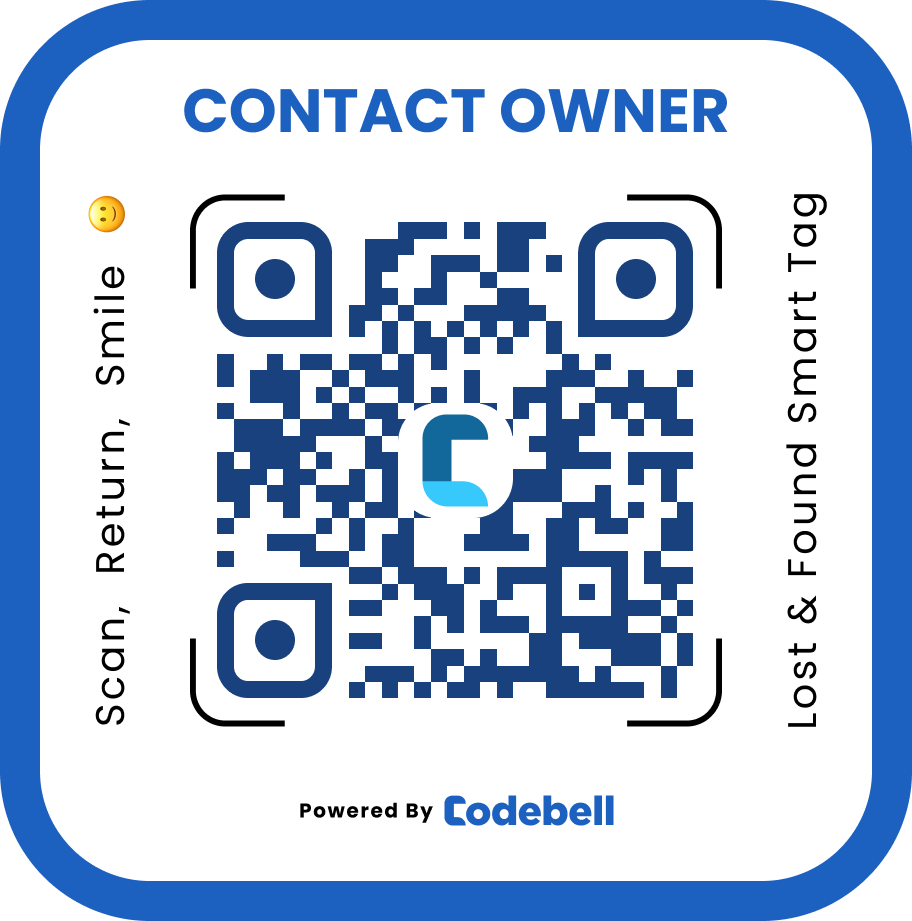 CONTACT OWNER
Scan, Return, Smile 🙂
Lost & Found Smart Tag
Powered By Codebell